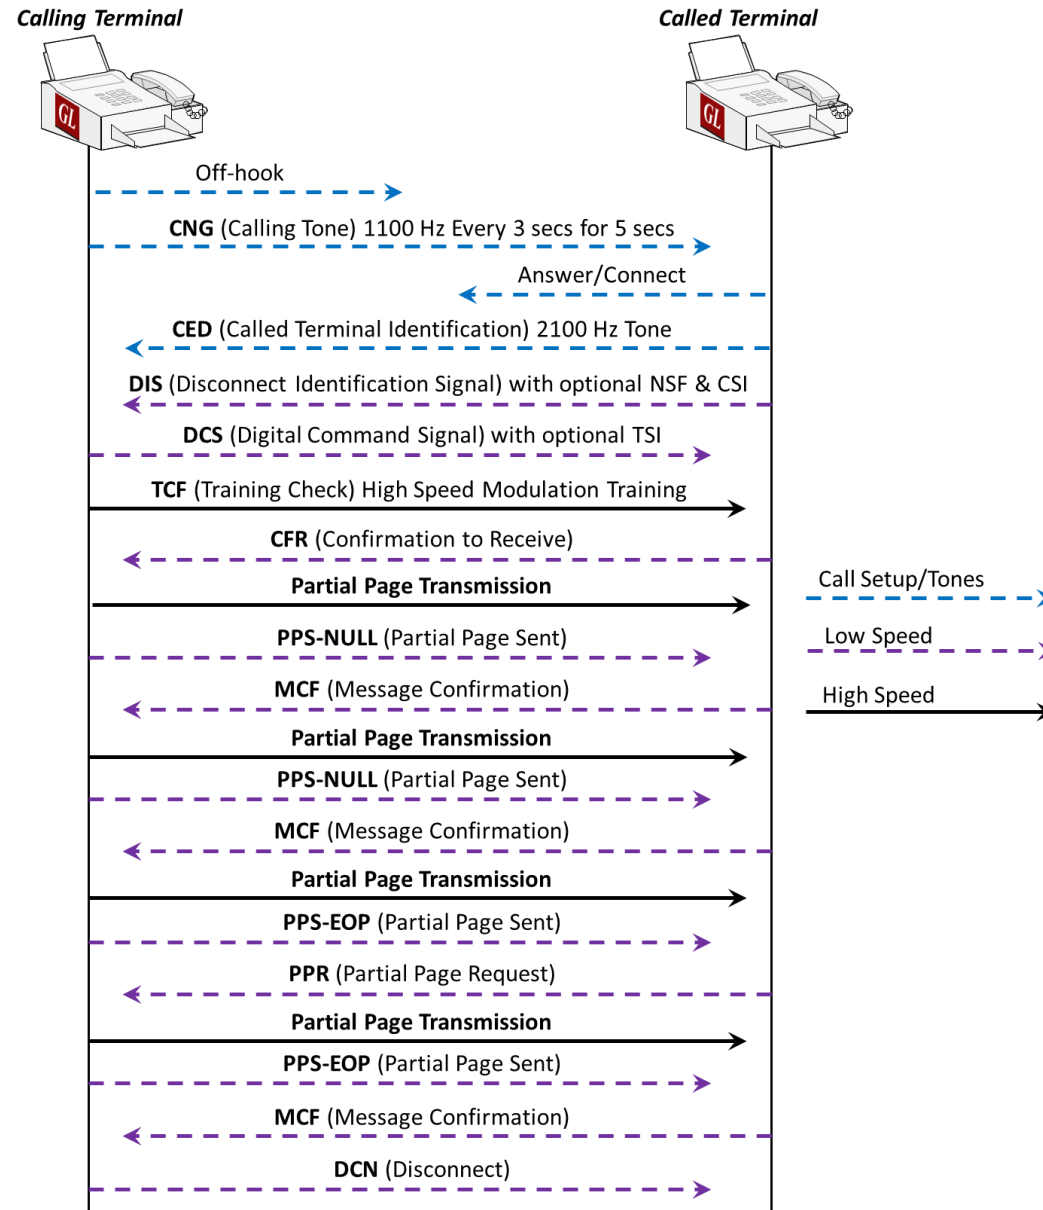 Calling Terminal
Called Terminal
GL
GL
Off-hook
CNG (Calling Tone) 1100 Hz Every 3 secs for 5 secs
Answer/Connect
CED (Called Terminal Identification) 2100 Hz Tone
DIS (Disconnect Identification Signal) with optional NSF & CSI
DCS (Digital Command Signal) with optional TSI
TCF (Training Check) High Speed Modulation Training
CFR (Confirmation to Receive)
Partial Page Transmission
PPS-NULL (Partial Page Sent)
MCF (Message Confirmation)
Partial Page Transmission
PPS-NULL (Partial Page Sent)
MCF (Message Confirmation)
Partial Page Transmission
PPS-EOP (Partial Page Sent)
PPR (Partial Page Request)
Partial Page Transmission
PPS-EOP (Partial Page Sent)
MCF (Message Confirmation)
DCN (Disconnect)
Call Setup/Tones
Low Speed
High Speed